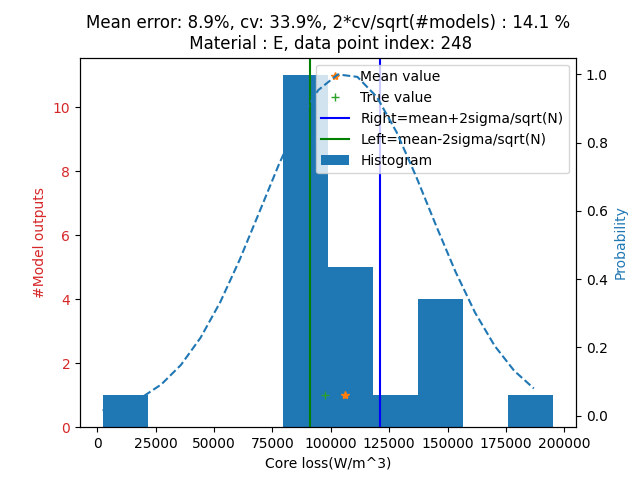 Mean error: 8.9%, cv: 33.9%, 2*cv/sqrt(#models) : 14.1 %
Material : E, data point index: 248
Mean value
True value
Right=mean+2sigma/sqrt(N)
Left=mean-2sigma/sqrt(N)
Histogram
#Model outputs
10
8
6
4
2
0
1.0
0.8
0.6
0.4
0.2
0.0
Probability
0 25000 50000 75000 100000 125000 150000 175000 200000
Core loss(W/m^3)